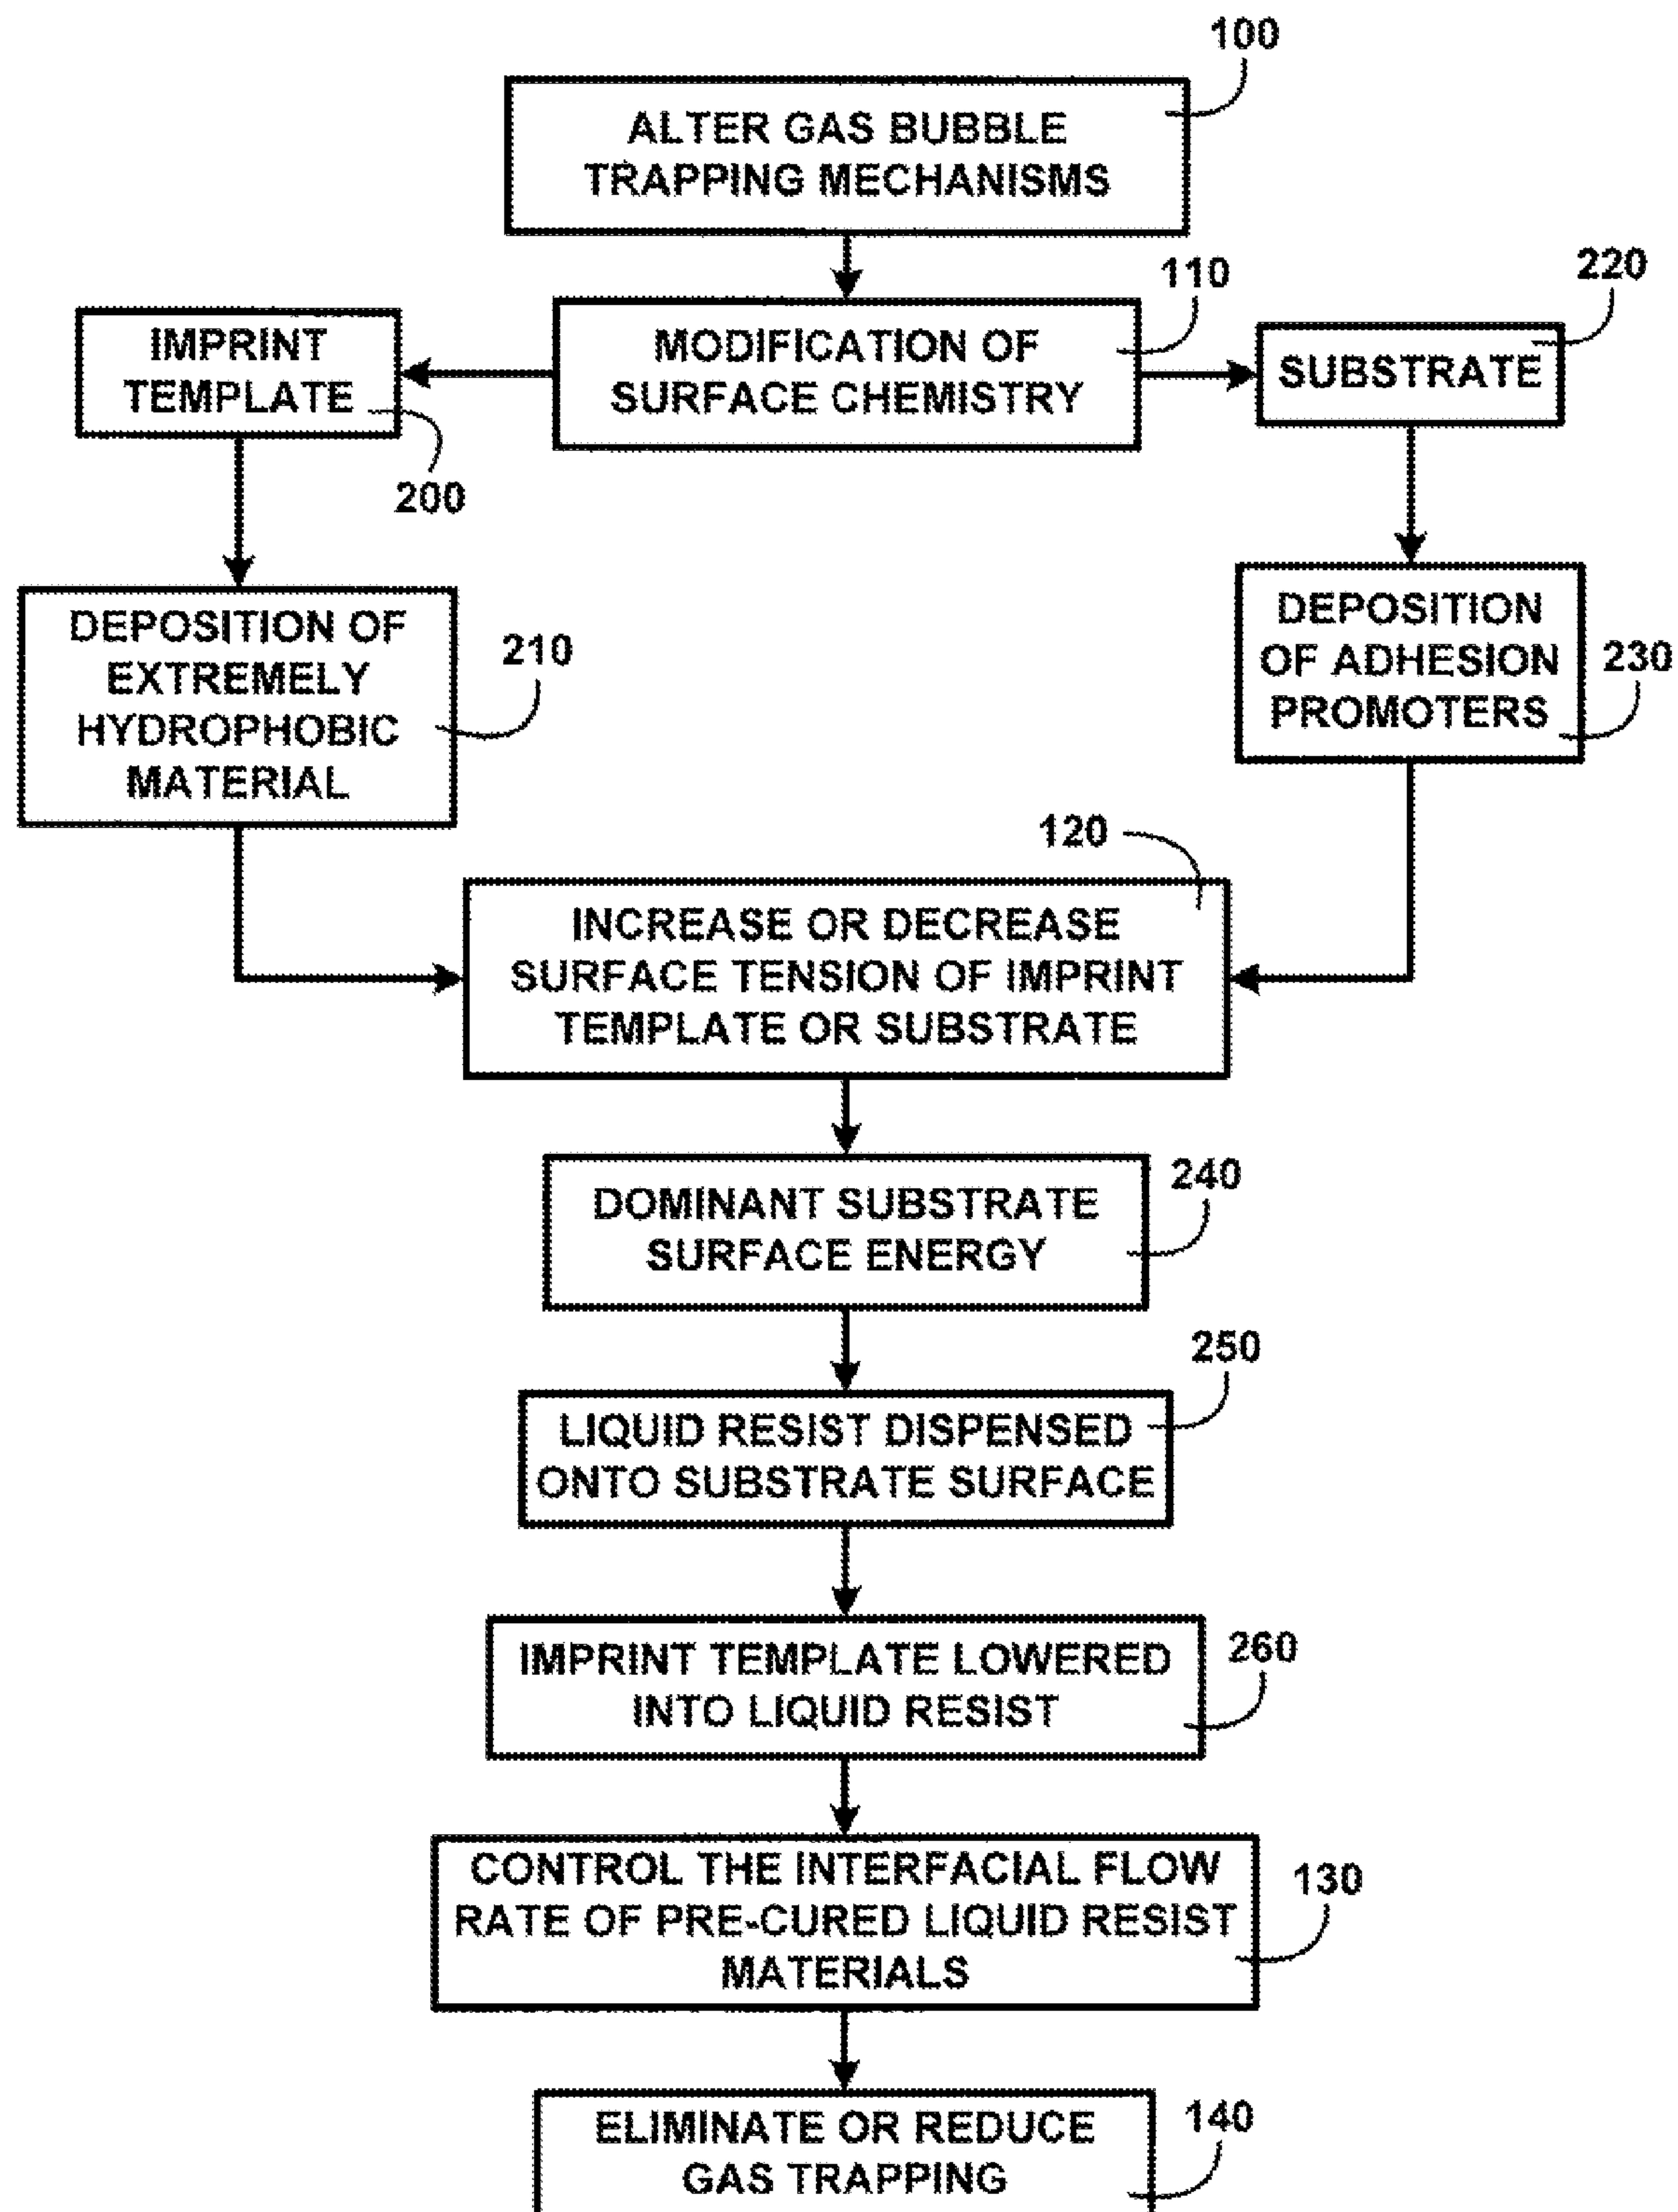 100
ALTER GAS BUBBLE
TRAPPING MECHANISMS
110
MODIFICATION OF
SURFACE CHEMISTRY
IMPRINT
TEMPLATE
200
220
SUBSTRATE
DEPOSITION OF
EXTREMELY
HYDROPHOBIC
MATERIAL
210
DEPOSITION
OF ADHESION
PROMOTERS
230
120
INCREASE OR DECREASE
SURFACE TENSION OF IMPRINT
TEMPLATE OR SUBSTRATE
240
DOMINANT SUBSTRATE
SURFACE ENERGY
250
LIQUID RESIST DISPENSED
ONTO SUBSTRATE SURFACE
260
IMPRINT TEMPLATE LOWERED
INTO LIQUID RESIST
130
CONTROL THE INTERFACIAL FLOW
RATE OF PRE-CURED LIQUID RESIST
MATERIALS
140
ELIMINATE OR REDUCE
GAS TRAPPING